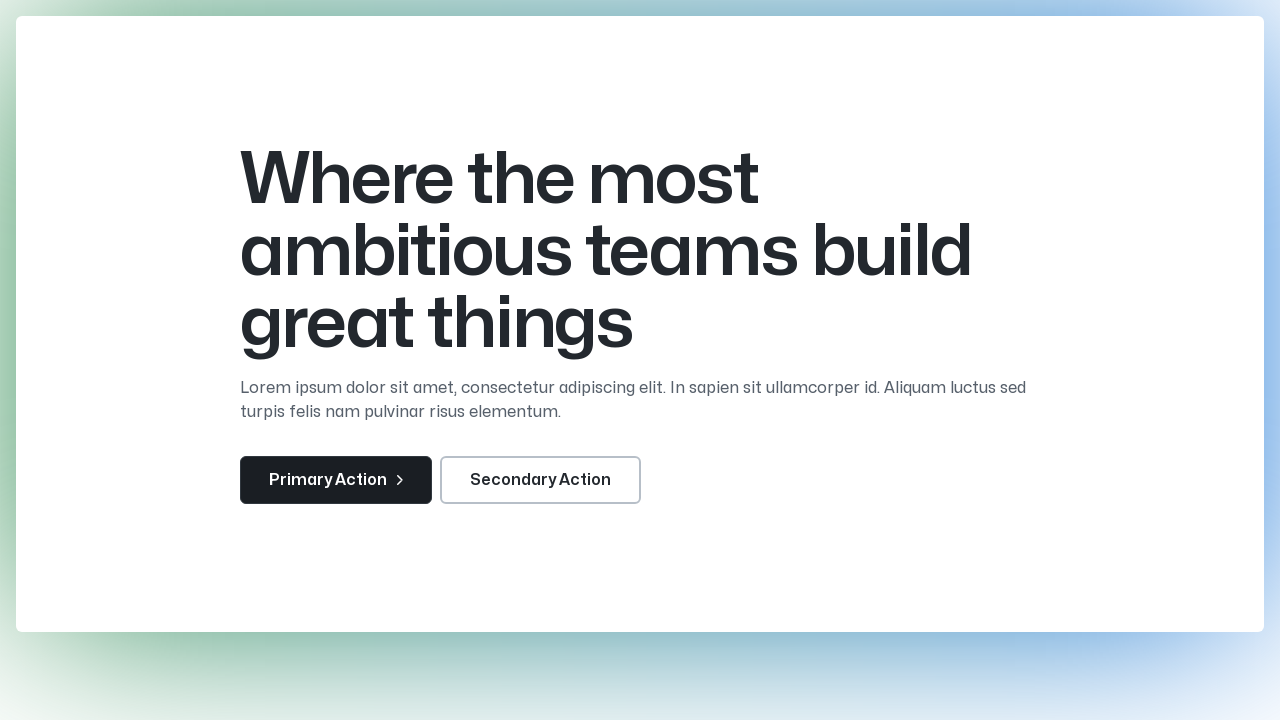 Where the most
ambitious teams build
great things
Lorem ipsum dolor sit amet, consectetur adipiscing elit. In sapien sit ullamcorper id. Aliquam luctus sed
turpis felis nam pulvinar risus elementum.
Primary Action
Secondary Action